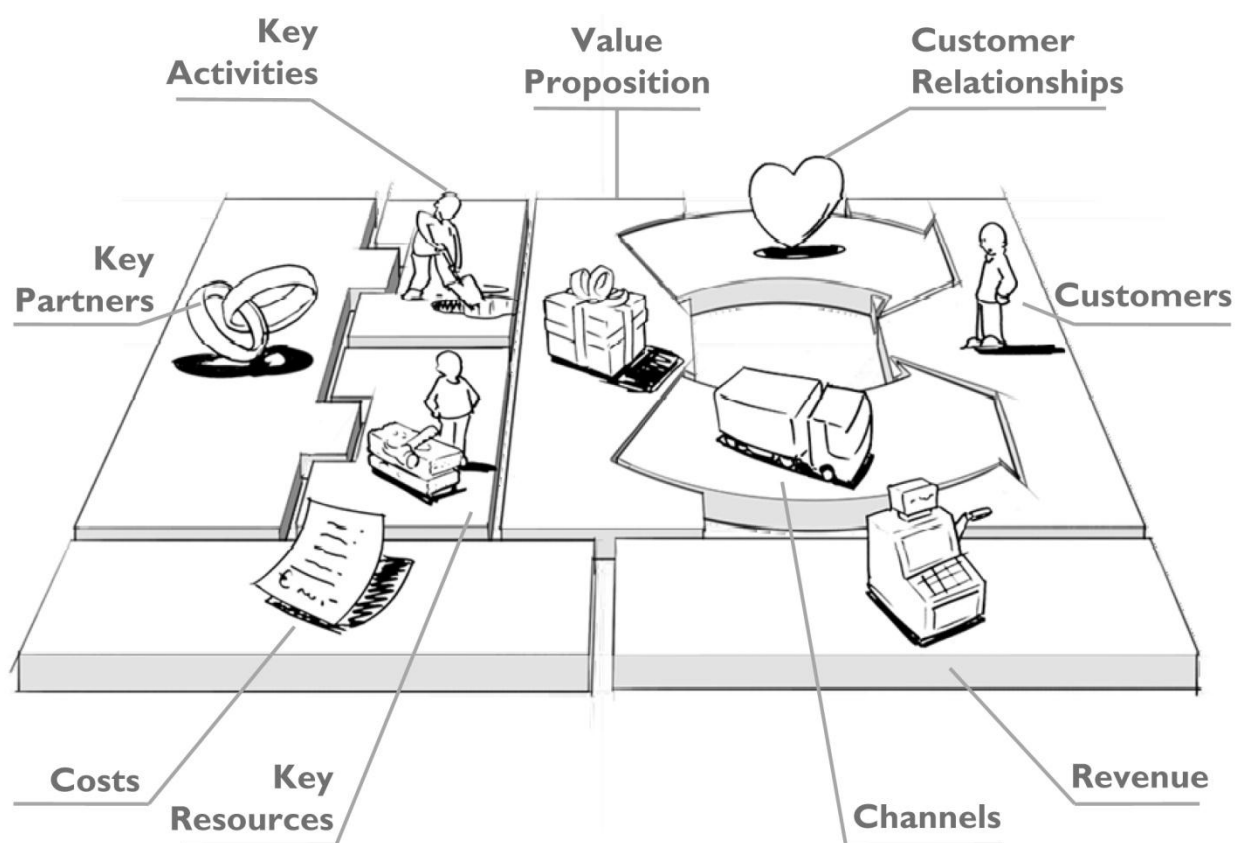 Key
Activities
Value
Proposition
Customer
Relationships
Key
Partners
Customers
Costs
Key
Resources
Channels
Revenue